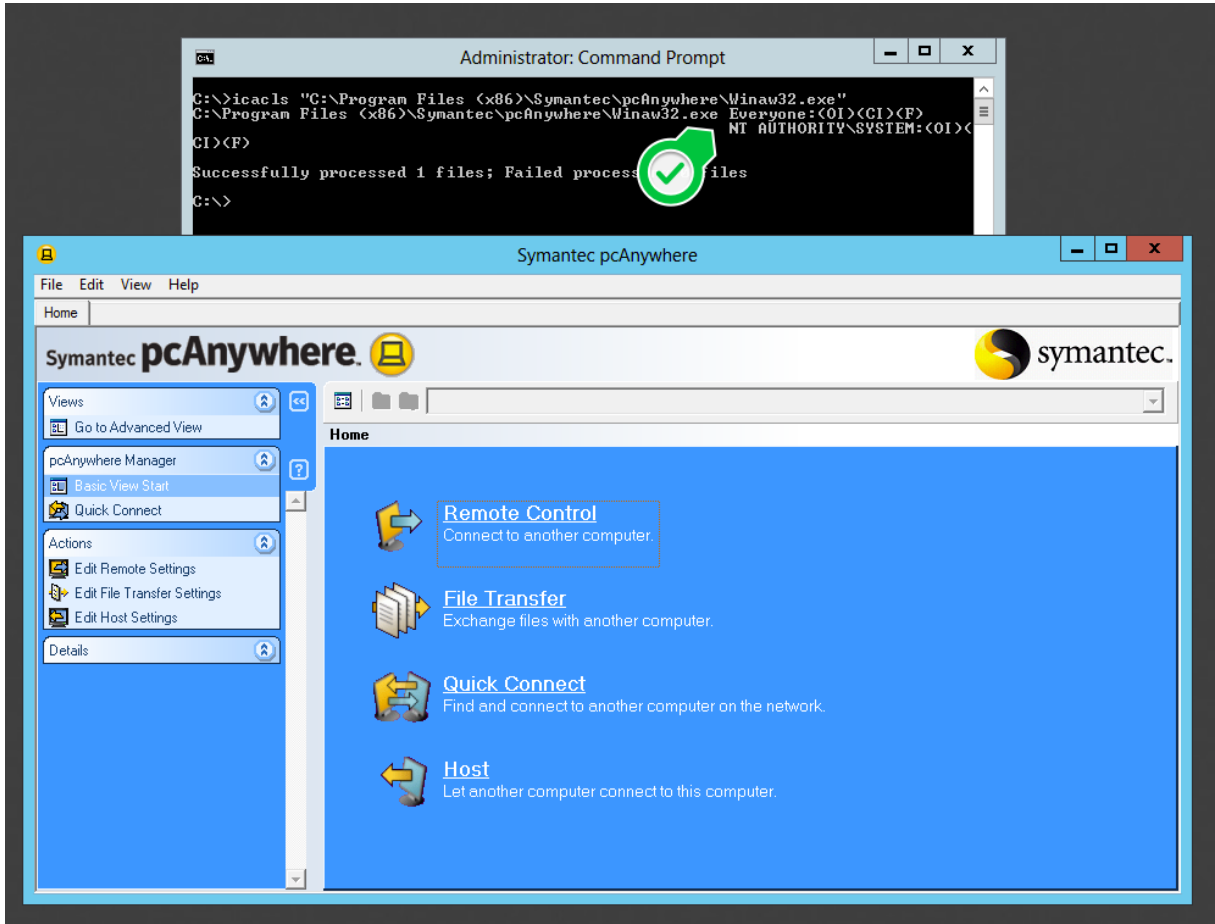 Administrator: Command Prompt
C:\>icacls "C:\Program Files (x86)\Symantec\pcAnywhere\Winaw32.exe"
C:\Program Files (x86)\Symantec\pcAnywhere\Winaw32.exe Everyone:(OI)(CI)(F)
NT AUTHORITY\SYSTEM:(OI)(
CI)(F)
Successfully processed 1 files; Failed process files
C:\>
Symantec pcAnywhere
File Edit View Help
Home
Symantec pcAnywhere™
symantec.
Views
Go to Advanced View
Home
pcAnywhere Manager
Basic View Start
Quick Connect
Actions
Edit Remote Settings
Edit File Transfer Settings
Edit Host Settings
Details
Remote Control
Connect to another computer.
File Transfer
Exchange files with another computer.
Quick Connect
Find and connect to another computer on the network.
Host
Let another computer connect to this computer.